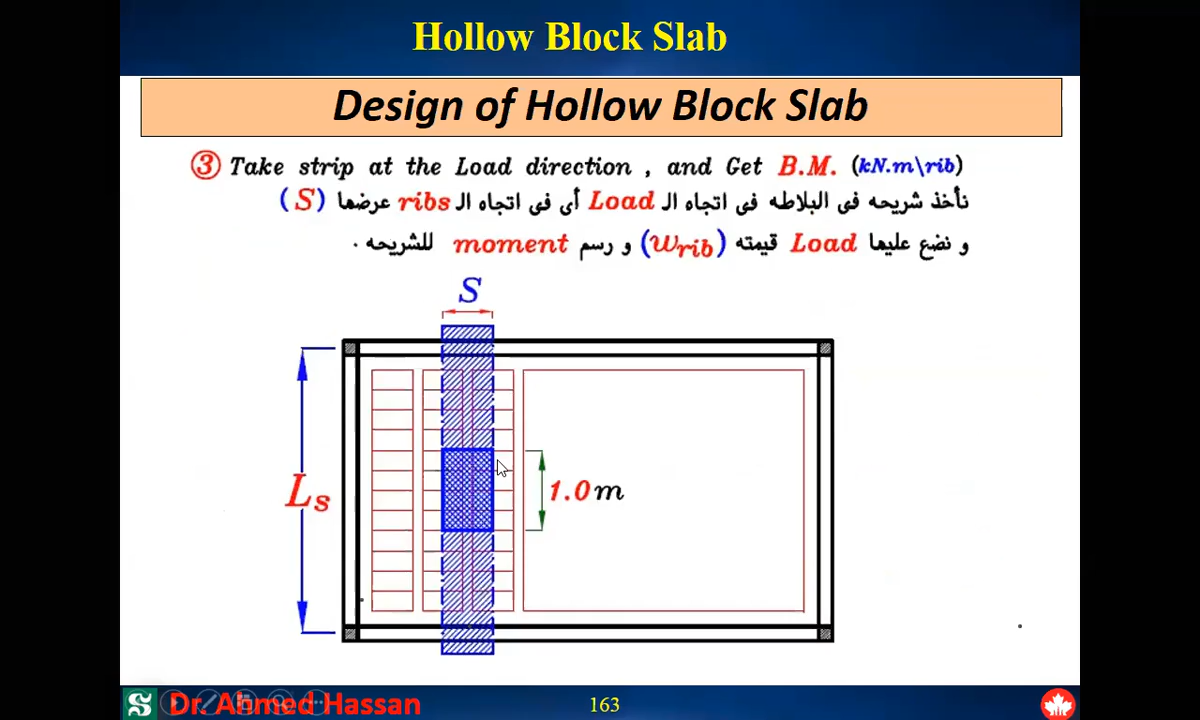 Hollow Block Slab
Design of Hollow Block Slab
③ Take strip at the Load direction , and Get B.M. (kN.m\rib)
نأخذ شريحه فى البلاطه فى اتجاه الـ Load أى فى اتجاه الـ ribs عرضها (S)
و نضع عليها Load قيمته (wrib) و رسم moment للشريحه .
S
Ls
1.0m
Dr. Ahmed Hassan
163